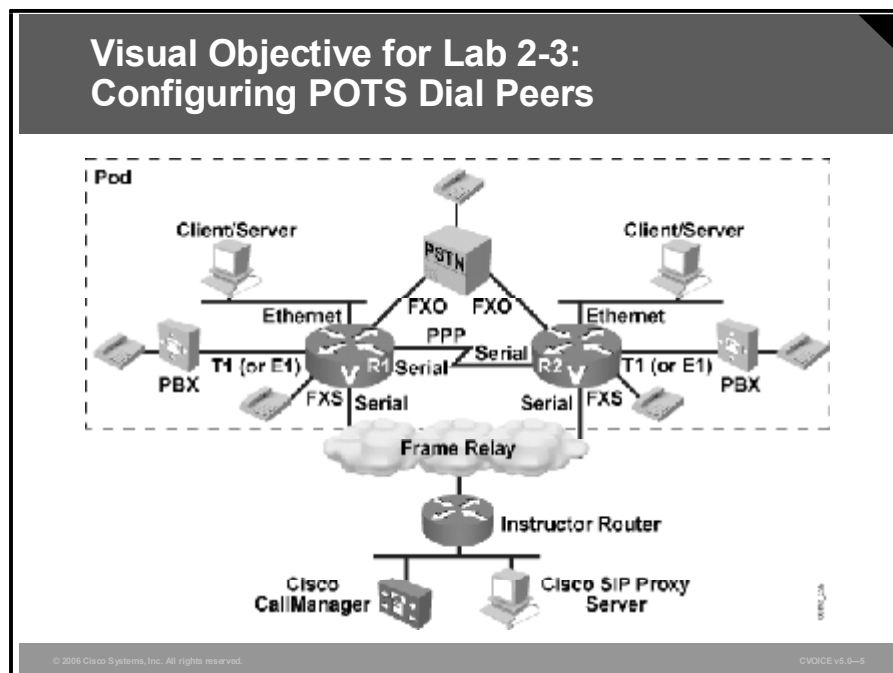 Visual Objective for Lab 2-3:
Configuring POTS Dial Peers
Pod
Client/Server
Client/Server
PSTN
Ethernet
FXO
FXO
Ethernet
PPP
PBX
T1 (or E1)
V
R1
Serial
Serial
R2
V
T1 (or E1)
PBX
FXS
Serial
Serial
FXS
Frame Relay
Instructor Router
Cisco
CallManager
Cisco SIP Proxy
Server
© 2006 Cisco Systems, Inc. All rights reserved.
CVOICE v5.0—5